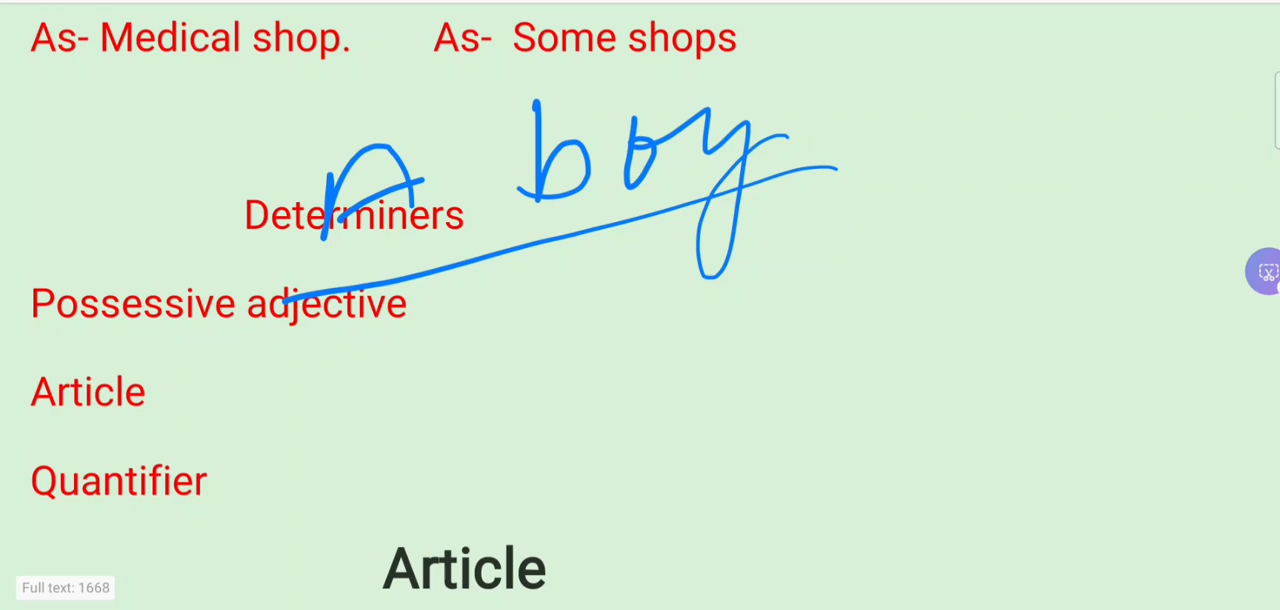 As- Medical shop. As- Some shops
A boy
Determiners
Possessive adjective
Article
Quantifier
Article
Full text: 1668